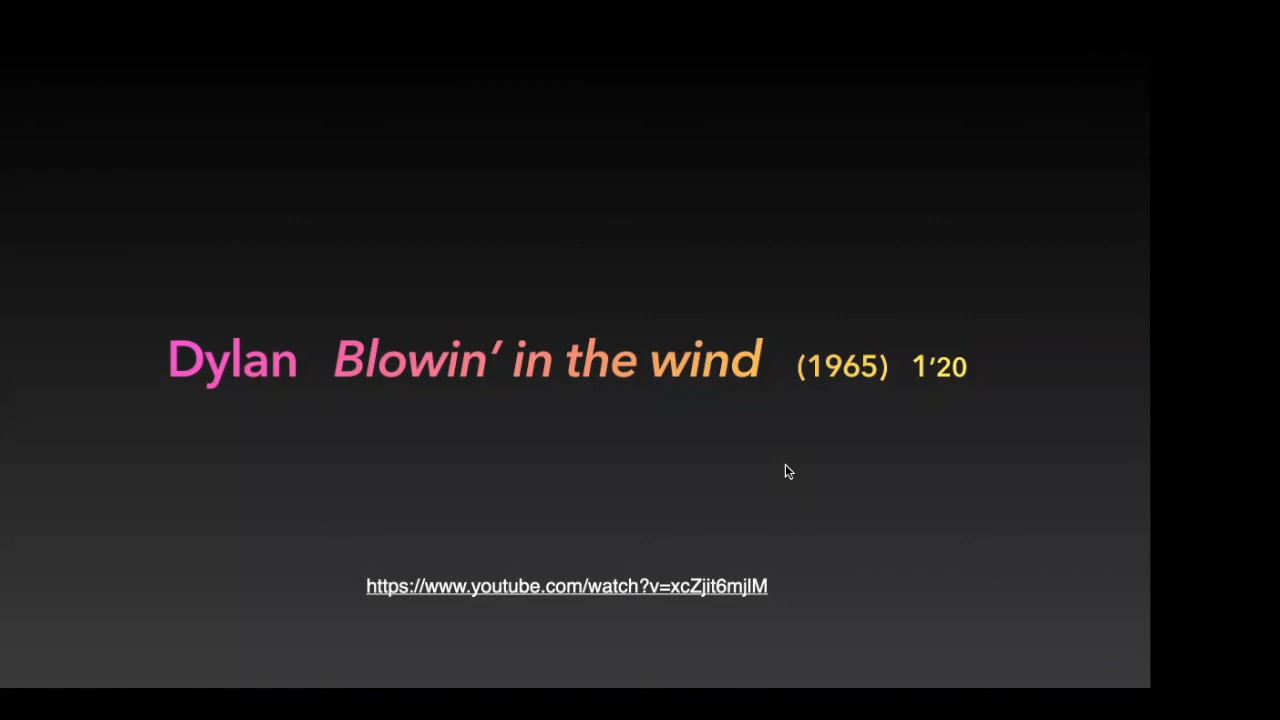 Dylan Blowin’ in the wind (1965) 1’20
https://www.youtube.com/watch?v=xcZjit6mjlM